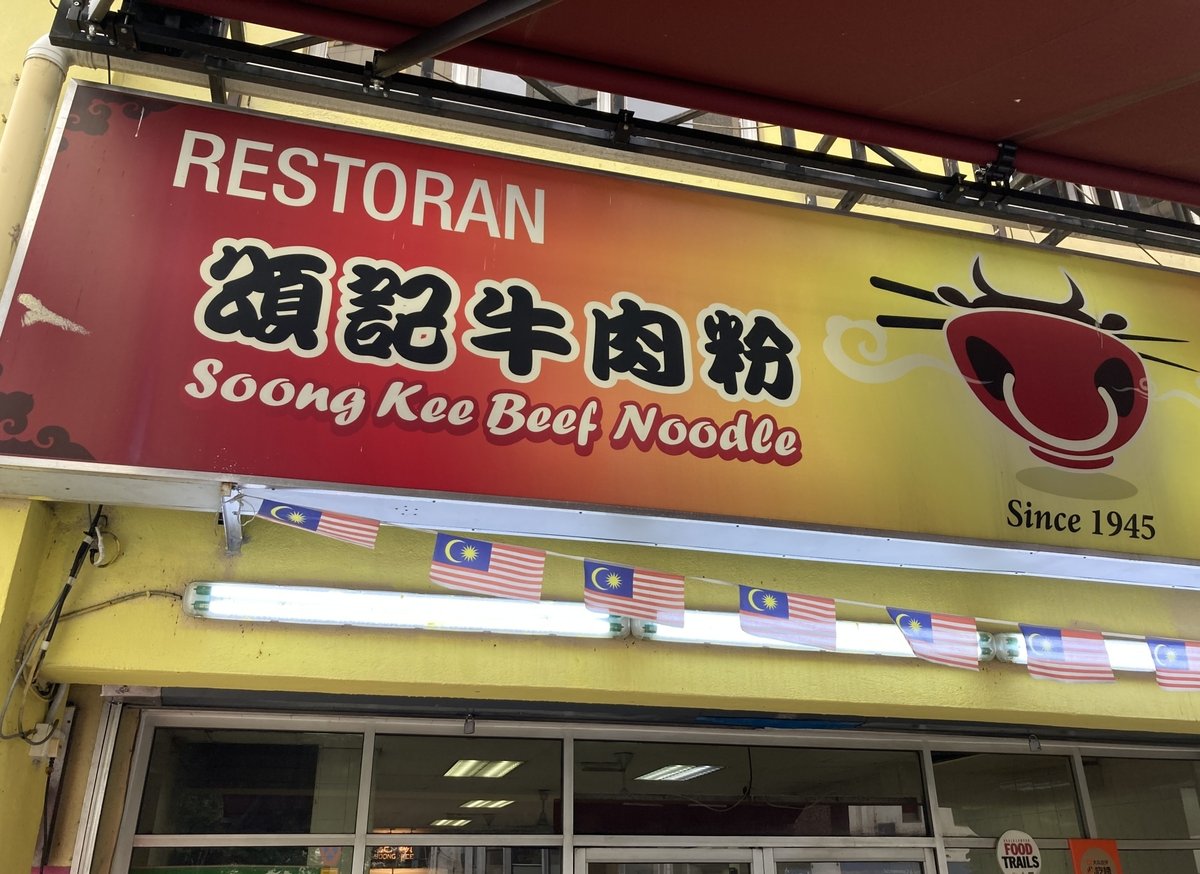 RESTORAN
頌記牛肉粉
Soong Kee Beef Noodle
Since 1945
FOOD
TRAILS